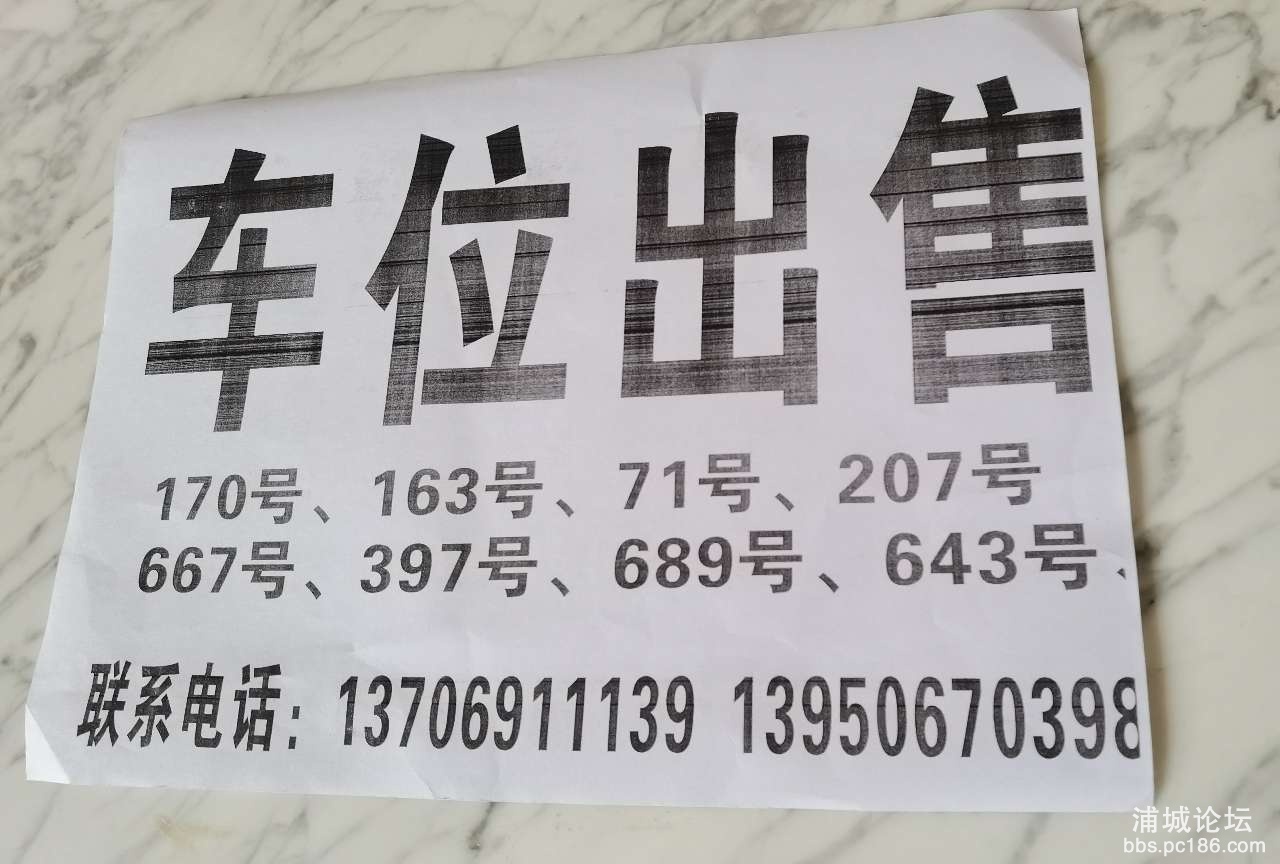 车位出售
170号、163号、71号、207号
667号、397号、689号、643号、
联系电话：13706911139 13950670398
浦城论坛
bbs.pc186.com